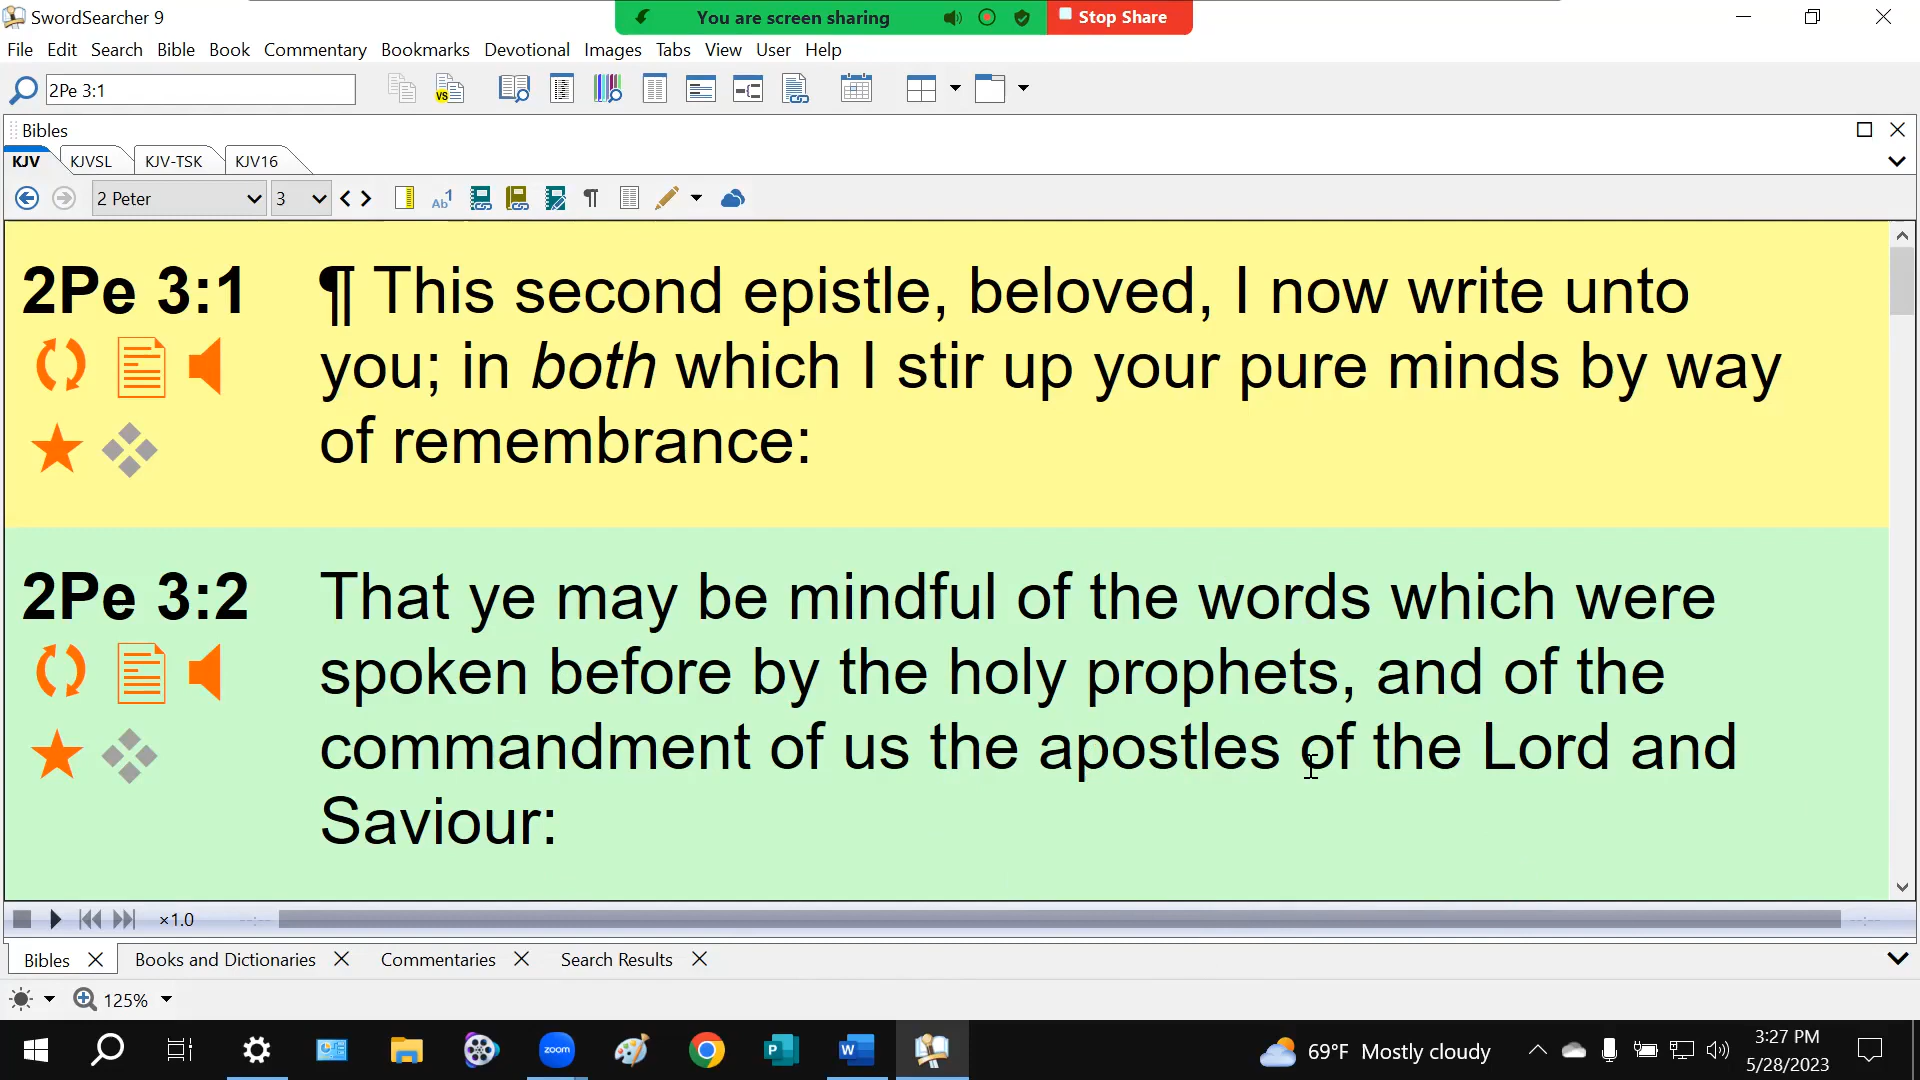 SwordSearcher 9
You are screen sharing
Stop Share
File Edit Search Bible Book Commentary Bookmarks Devotional Images Tabs View User Help
2Pe 3:1
VS
Bibles
KJV KJVSL KJV-TSK KJV16
2 Peter 3 Ab1 ¶
2Pe 3:1 ¶ This second epistle, beloved, I now write unto
you; in both which I stir up your pure minds by way
of remembrance:
2Pe 3:2 That ye may be mindful of the words which were
spoken before by the holy prophets, and of the
commandment of us the apostles of the Lord and
Saviour:
×1.0 --:-- --:--
Bibles Books and Dictionaries Commentaries Search Results
125%
zoom P W 69°F Mostly cloudy 3:27 PM
5/28/2023